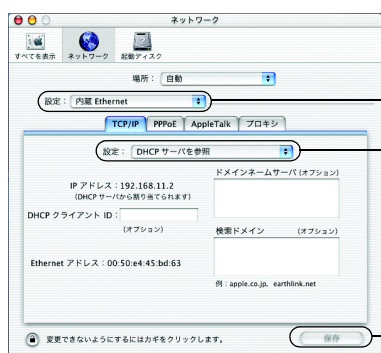 ネットワーク
すべてを表示 ネットワーク 起動ディスク
場所： 自動
設定： 内蔵 Ethernet
TCP/IP PPPoE AppleTalk プロキシ
設定： DHCP サーバを参照
ドメインネームサーバ (オプション)
IP アドレス：192.168.11.2
(DHCP サーバから割り当てられます)
DHCP クライアント ID：
(オプション)
検索ドメイン (オプション)
Ethernet アドレス：00:50:e4:45:bd:63
例：apple.co.jp、earthlink.net
変更できないようにするにはカギをクリックします。
保存